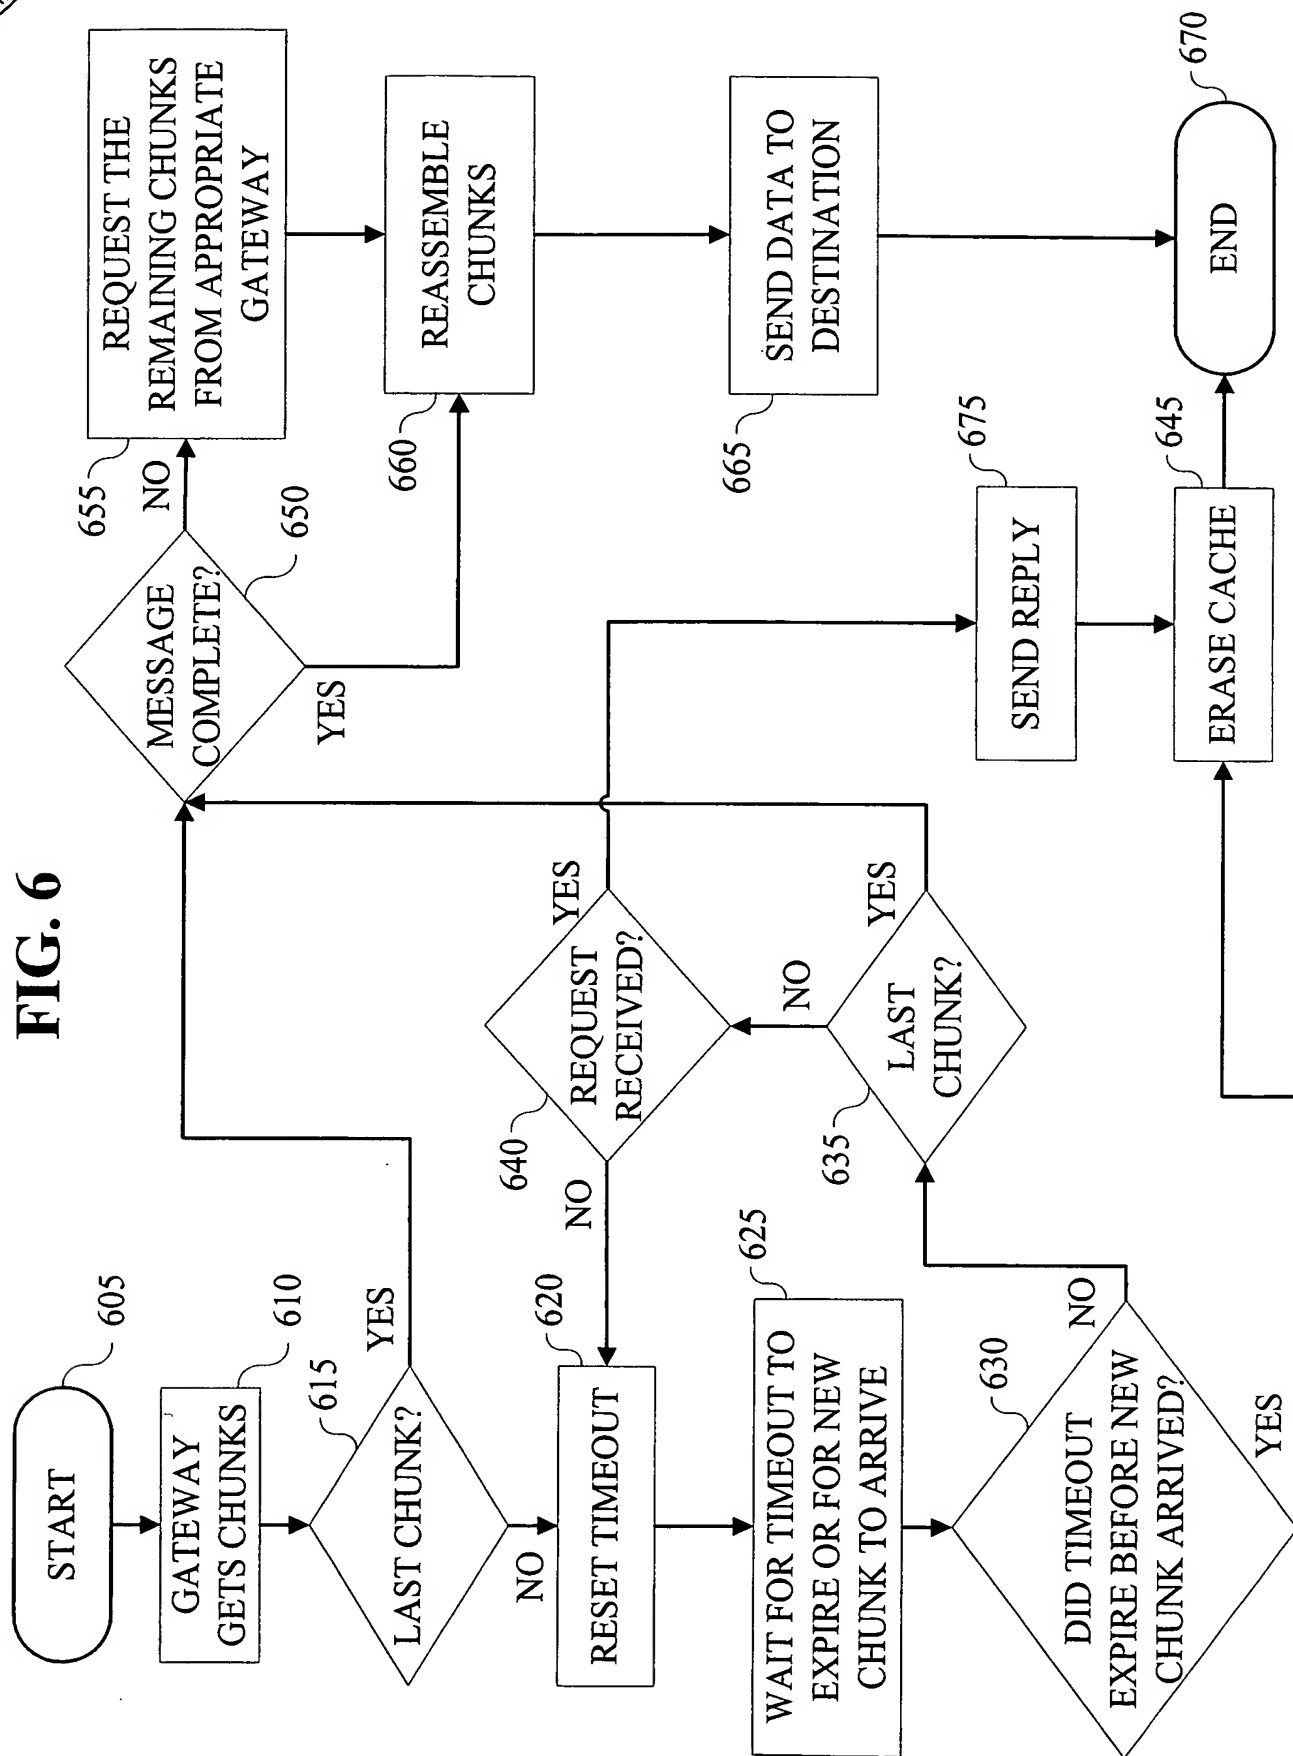 FIG. 6
START
605
GATEWAY
GETS CHUNKS
610
LAST CHUNK?
615
YES
NO
RESET TIMEOUT
620
WAIT FOR TIMEOUT TO
EXPIRE OR FOR NEW
CHUNK TO ARRIVE
625
DID TIMEOUT
EXPIRE BEFORE NEW
CHUNK ARRIVED?
630
NO
YES
LAST
CHUNK?
635
NO
YES
REQUEST
RECEIVED?
640
NO
YES
MESSAGE
COMPLETE?
650
NO
YES
REQUEST THE
REMAINING CHUNKS
FROM APPROPRIATE
GATEWAY
655
REASSEMBLE
CHUNKS
660
SEND DATA TO
DESTINATION
665
SEND REPLY
675
ERASE CACHE
645
END
670